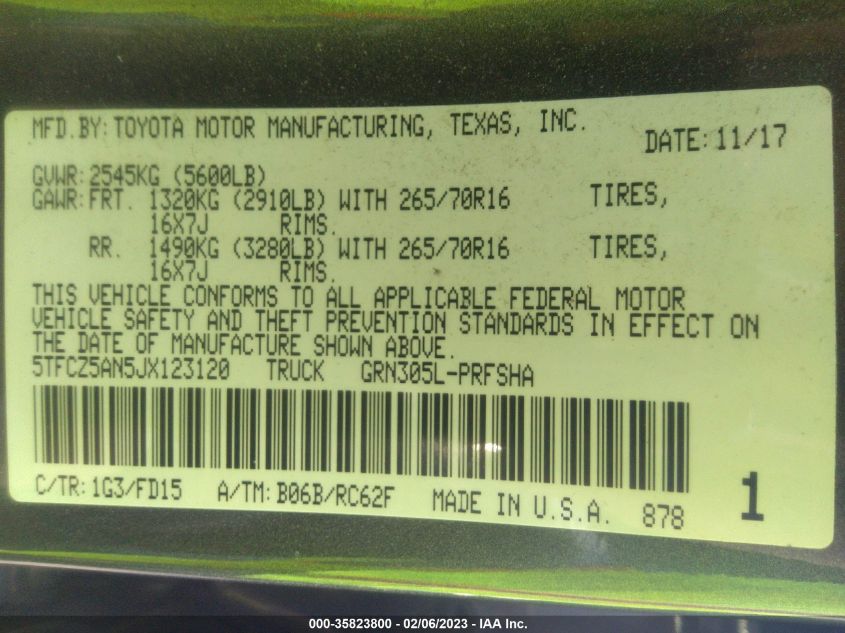 MFD.BY:TOYOTA MOTOR MANUFACTURING, TEXAS, INC. DATE:11/17
GVWR:2545KG (5600LB)
GAWR:FRT. 1320KG (2910LB) WITH 265/70R16 TIRES,
16X7J RIMS.
RR. 1490KG (3280LB) WITH 265/70R16 TIRES,
16X7J RIMS.
THIS VEHICLE CONFORMS TO ALL APPLICABLE FEDERAL MOTOR
VEHICLE SAFETY AND THEFT PREVENTION STANDARDS IN EFFECT ON
THE DATE OF MANUFACTURE SHOWN ABOVE.
5TFCZ5AN5JX123120 TRUCK GRN305L-PRFSHA
C/TR:1G3/FD15 A/TM:B06B/RC62F MADE IN U.S.A. 878 1
000-35823800 - 02/06/2023 - IAA Inc.